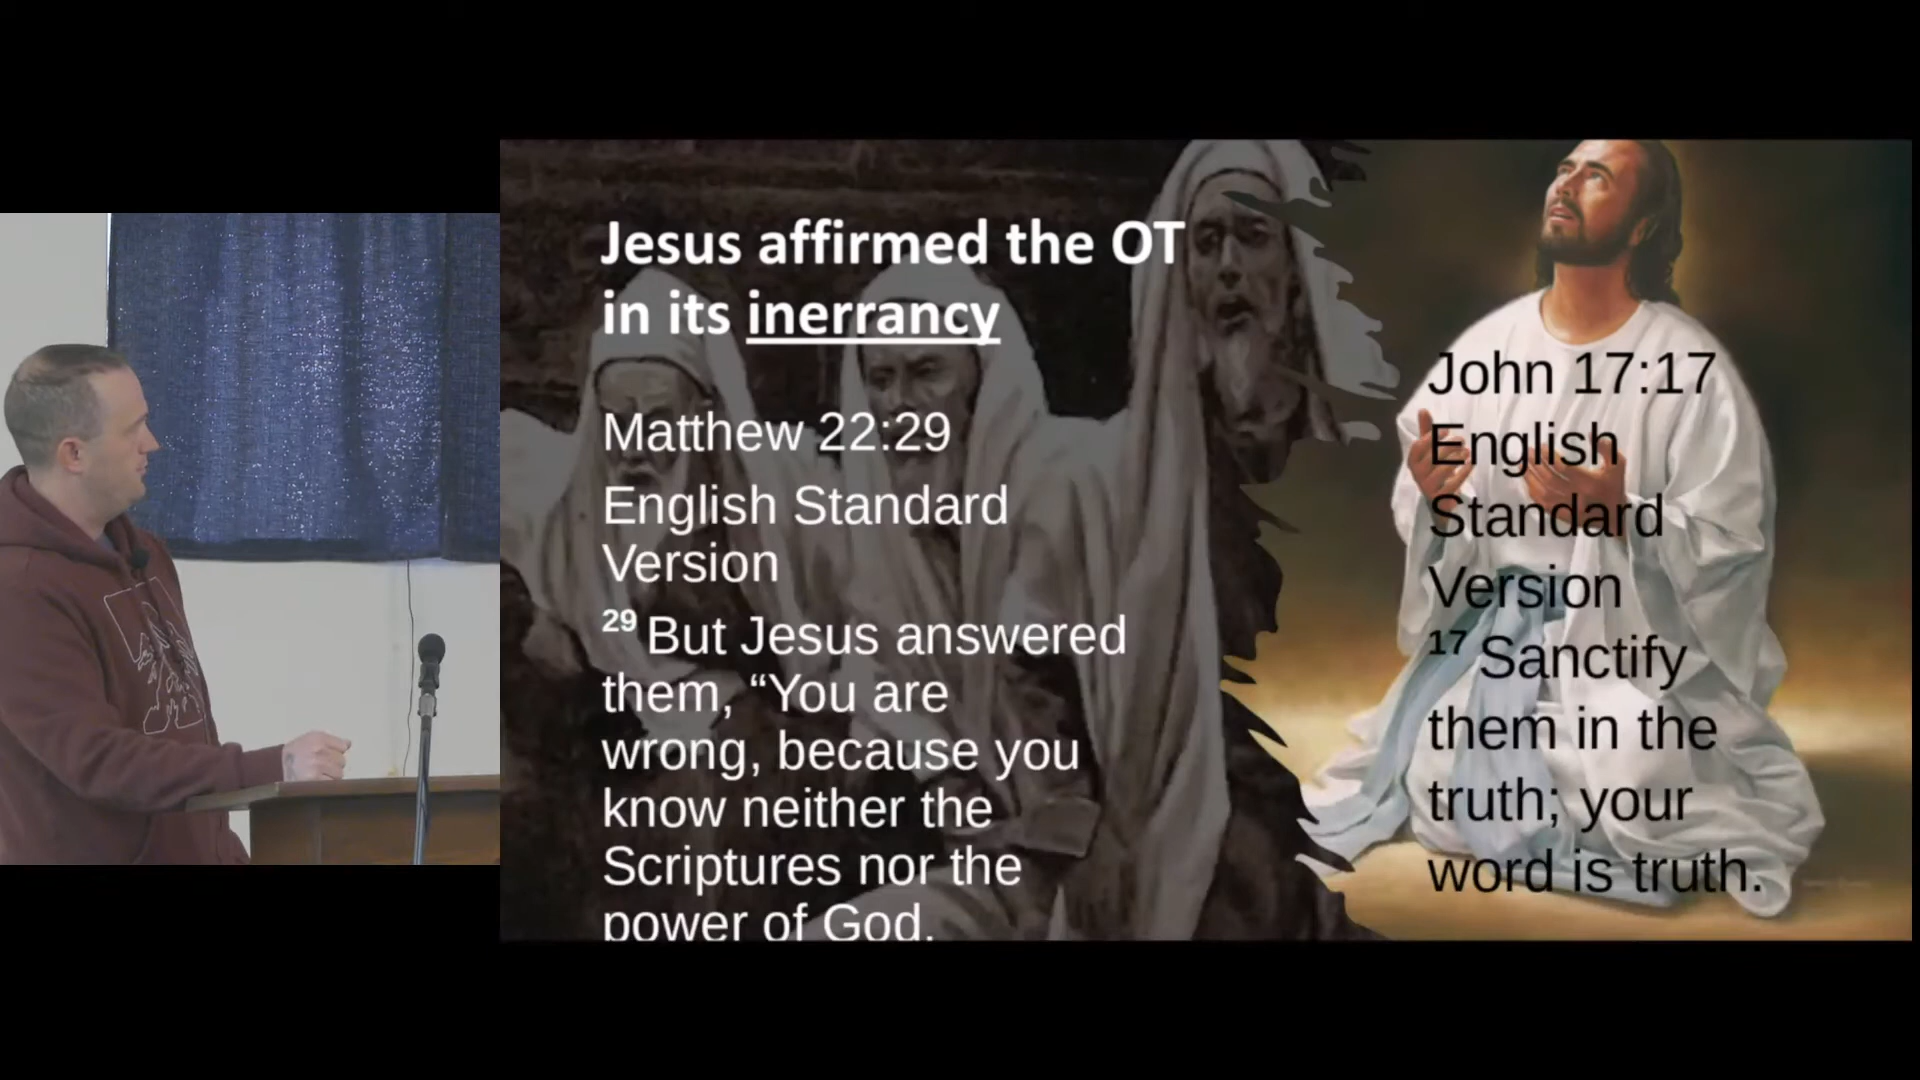 Jesus affirmed the OT
in its inerrancy
Matthew 22:29
English Standard
Version
29 But Jesus answered
them, “You are
wrong, because you
know neither the
Scriptures nor the
power of God.
John 17:17
English
Standard
Version
17 Sanctify
them in the
truth; your
word is truth.